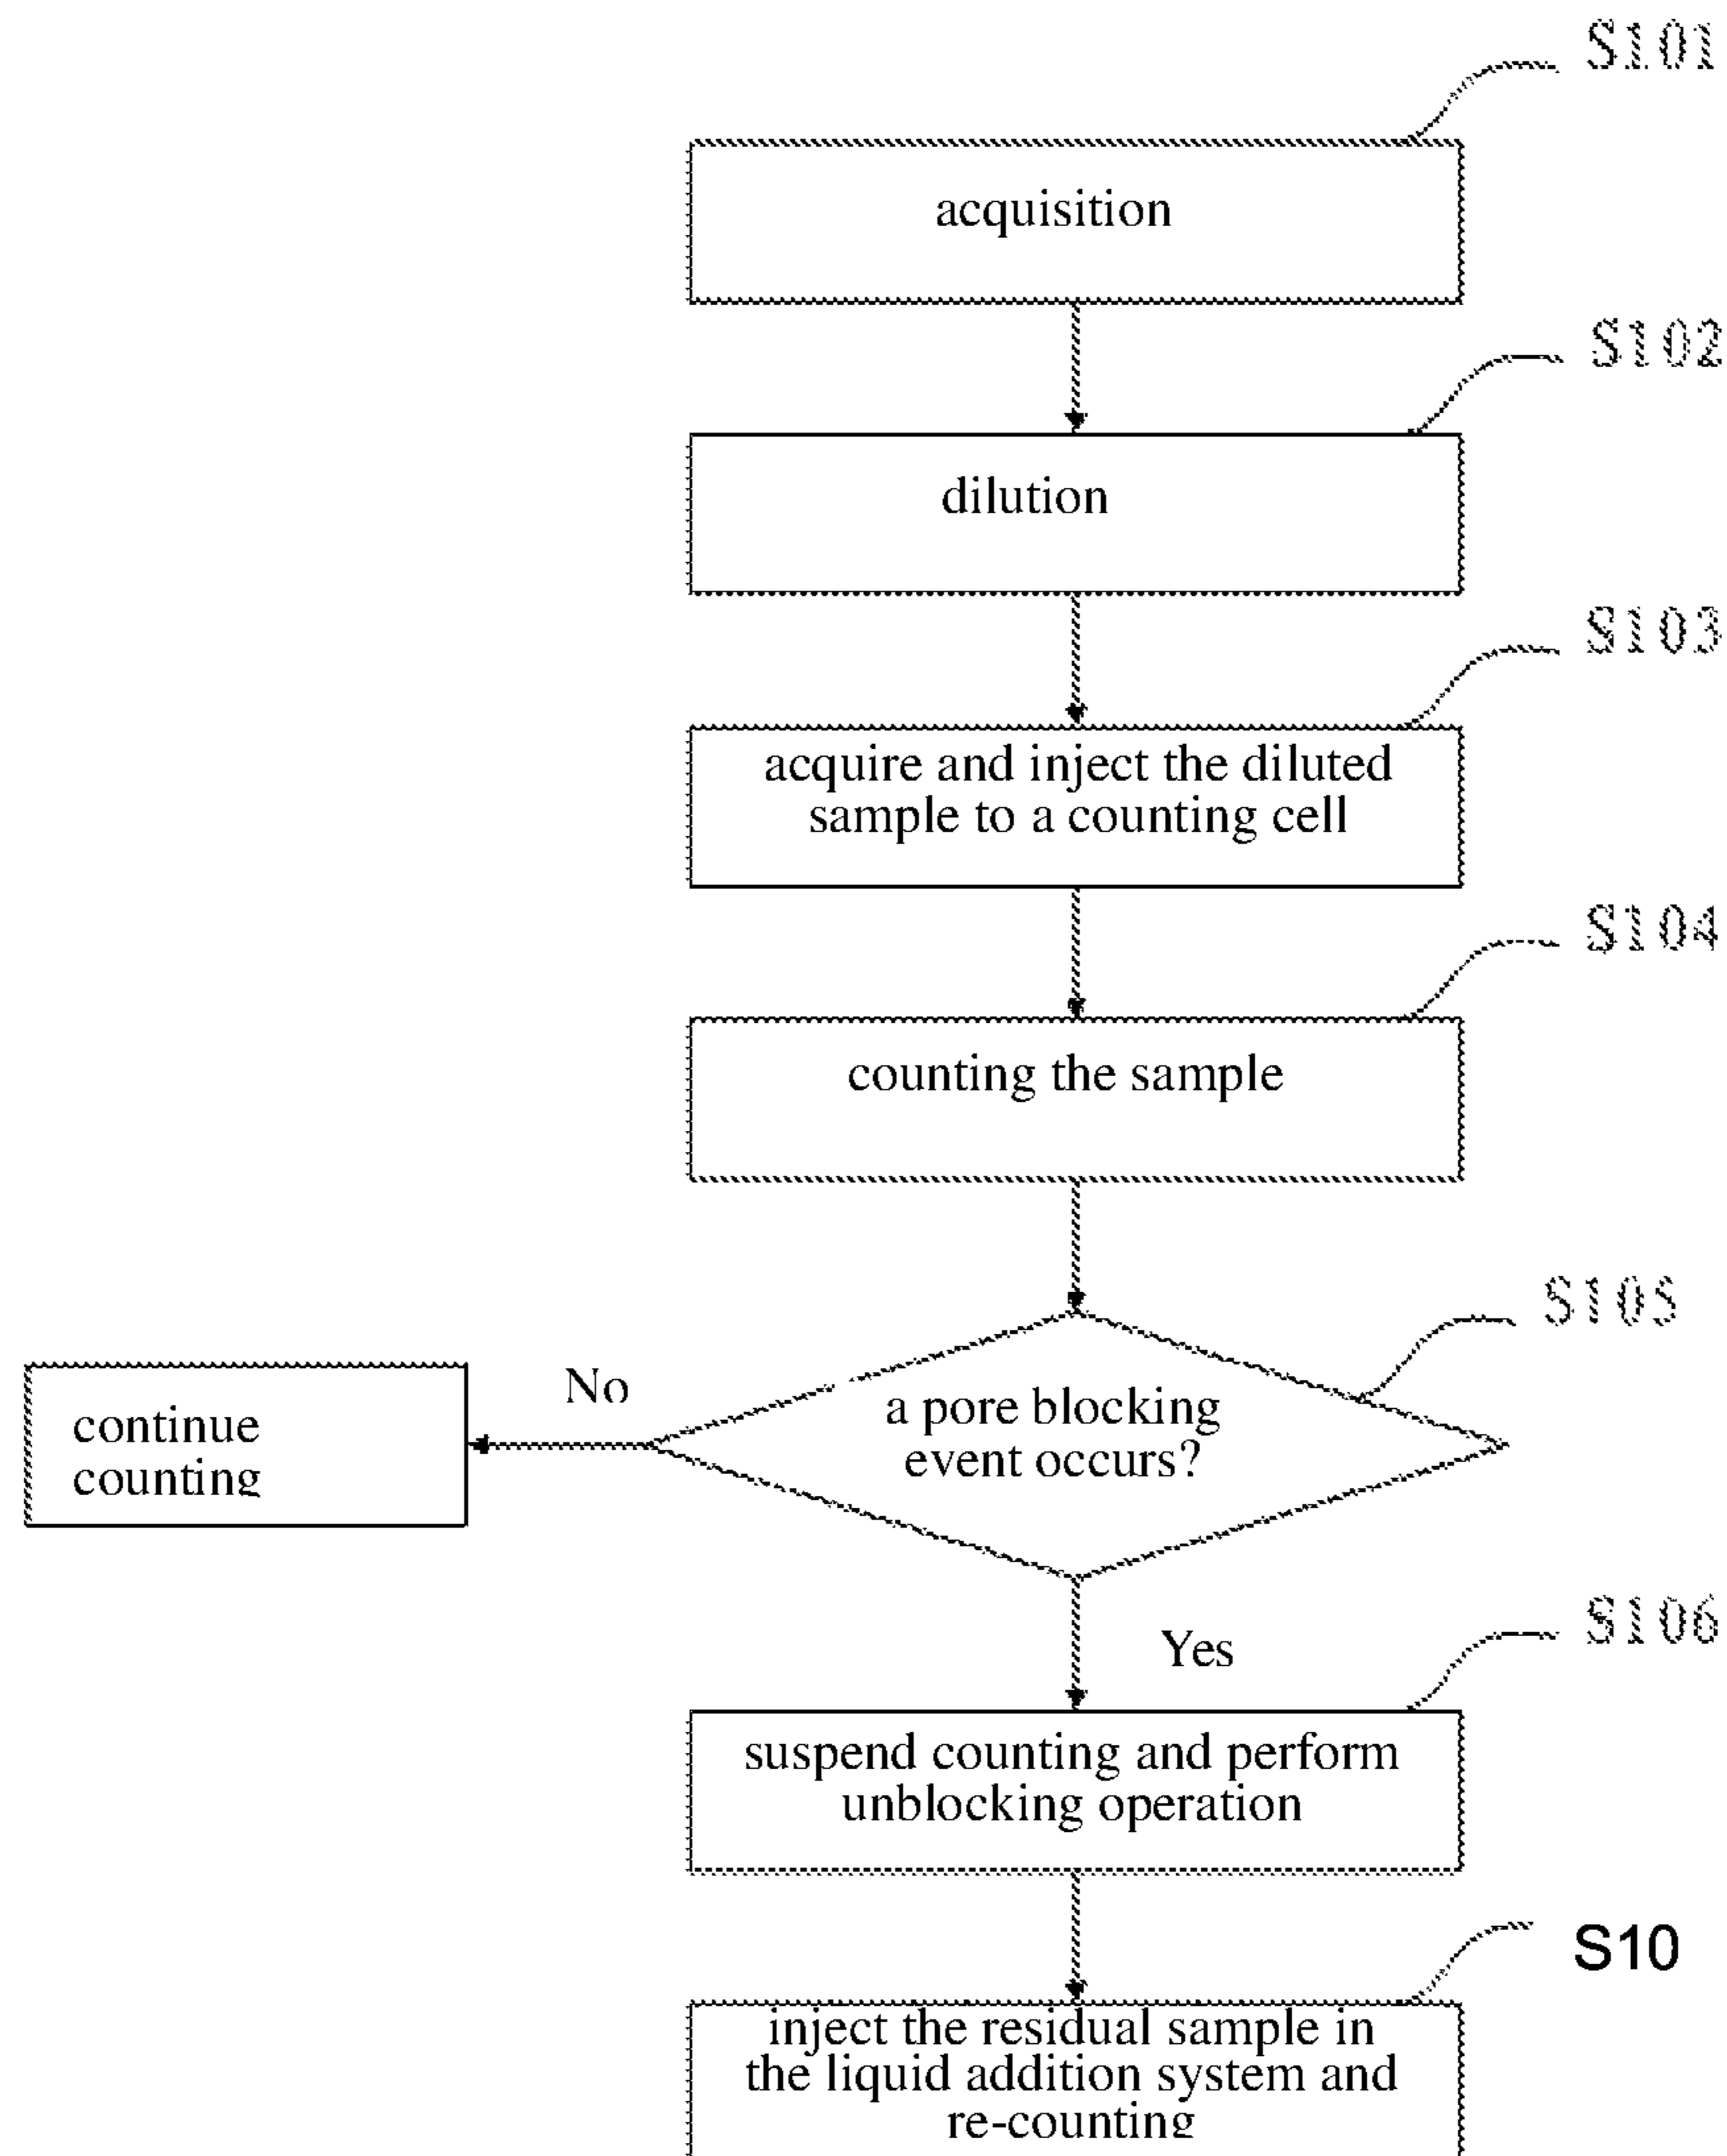 S101
acquisition
S102
dilution
S103
acquire and inject the diluted
sample to a counting cell
S104
counting the sample
S105
a pore blocking
event occurs?
No
continue
counting
Yes
S106
suspend counting and perform
unblocking operation
S10
inject the residual sample in
the liquid addition system and
re-counting